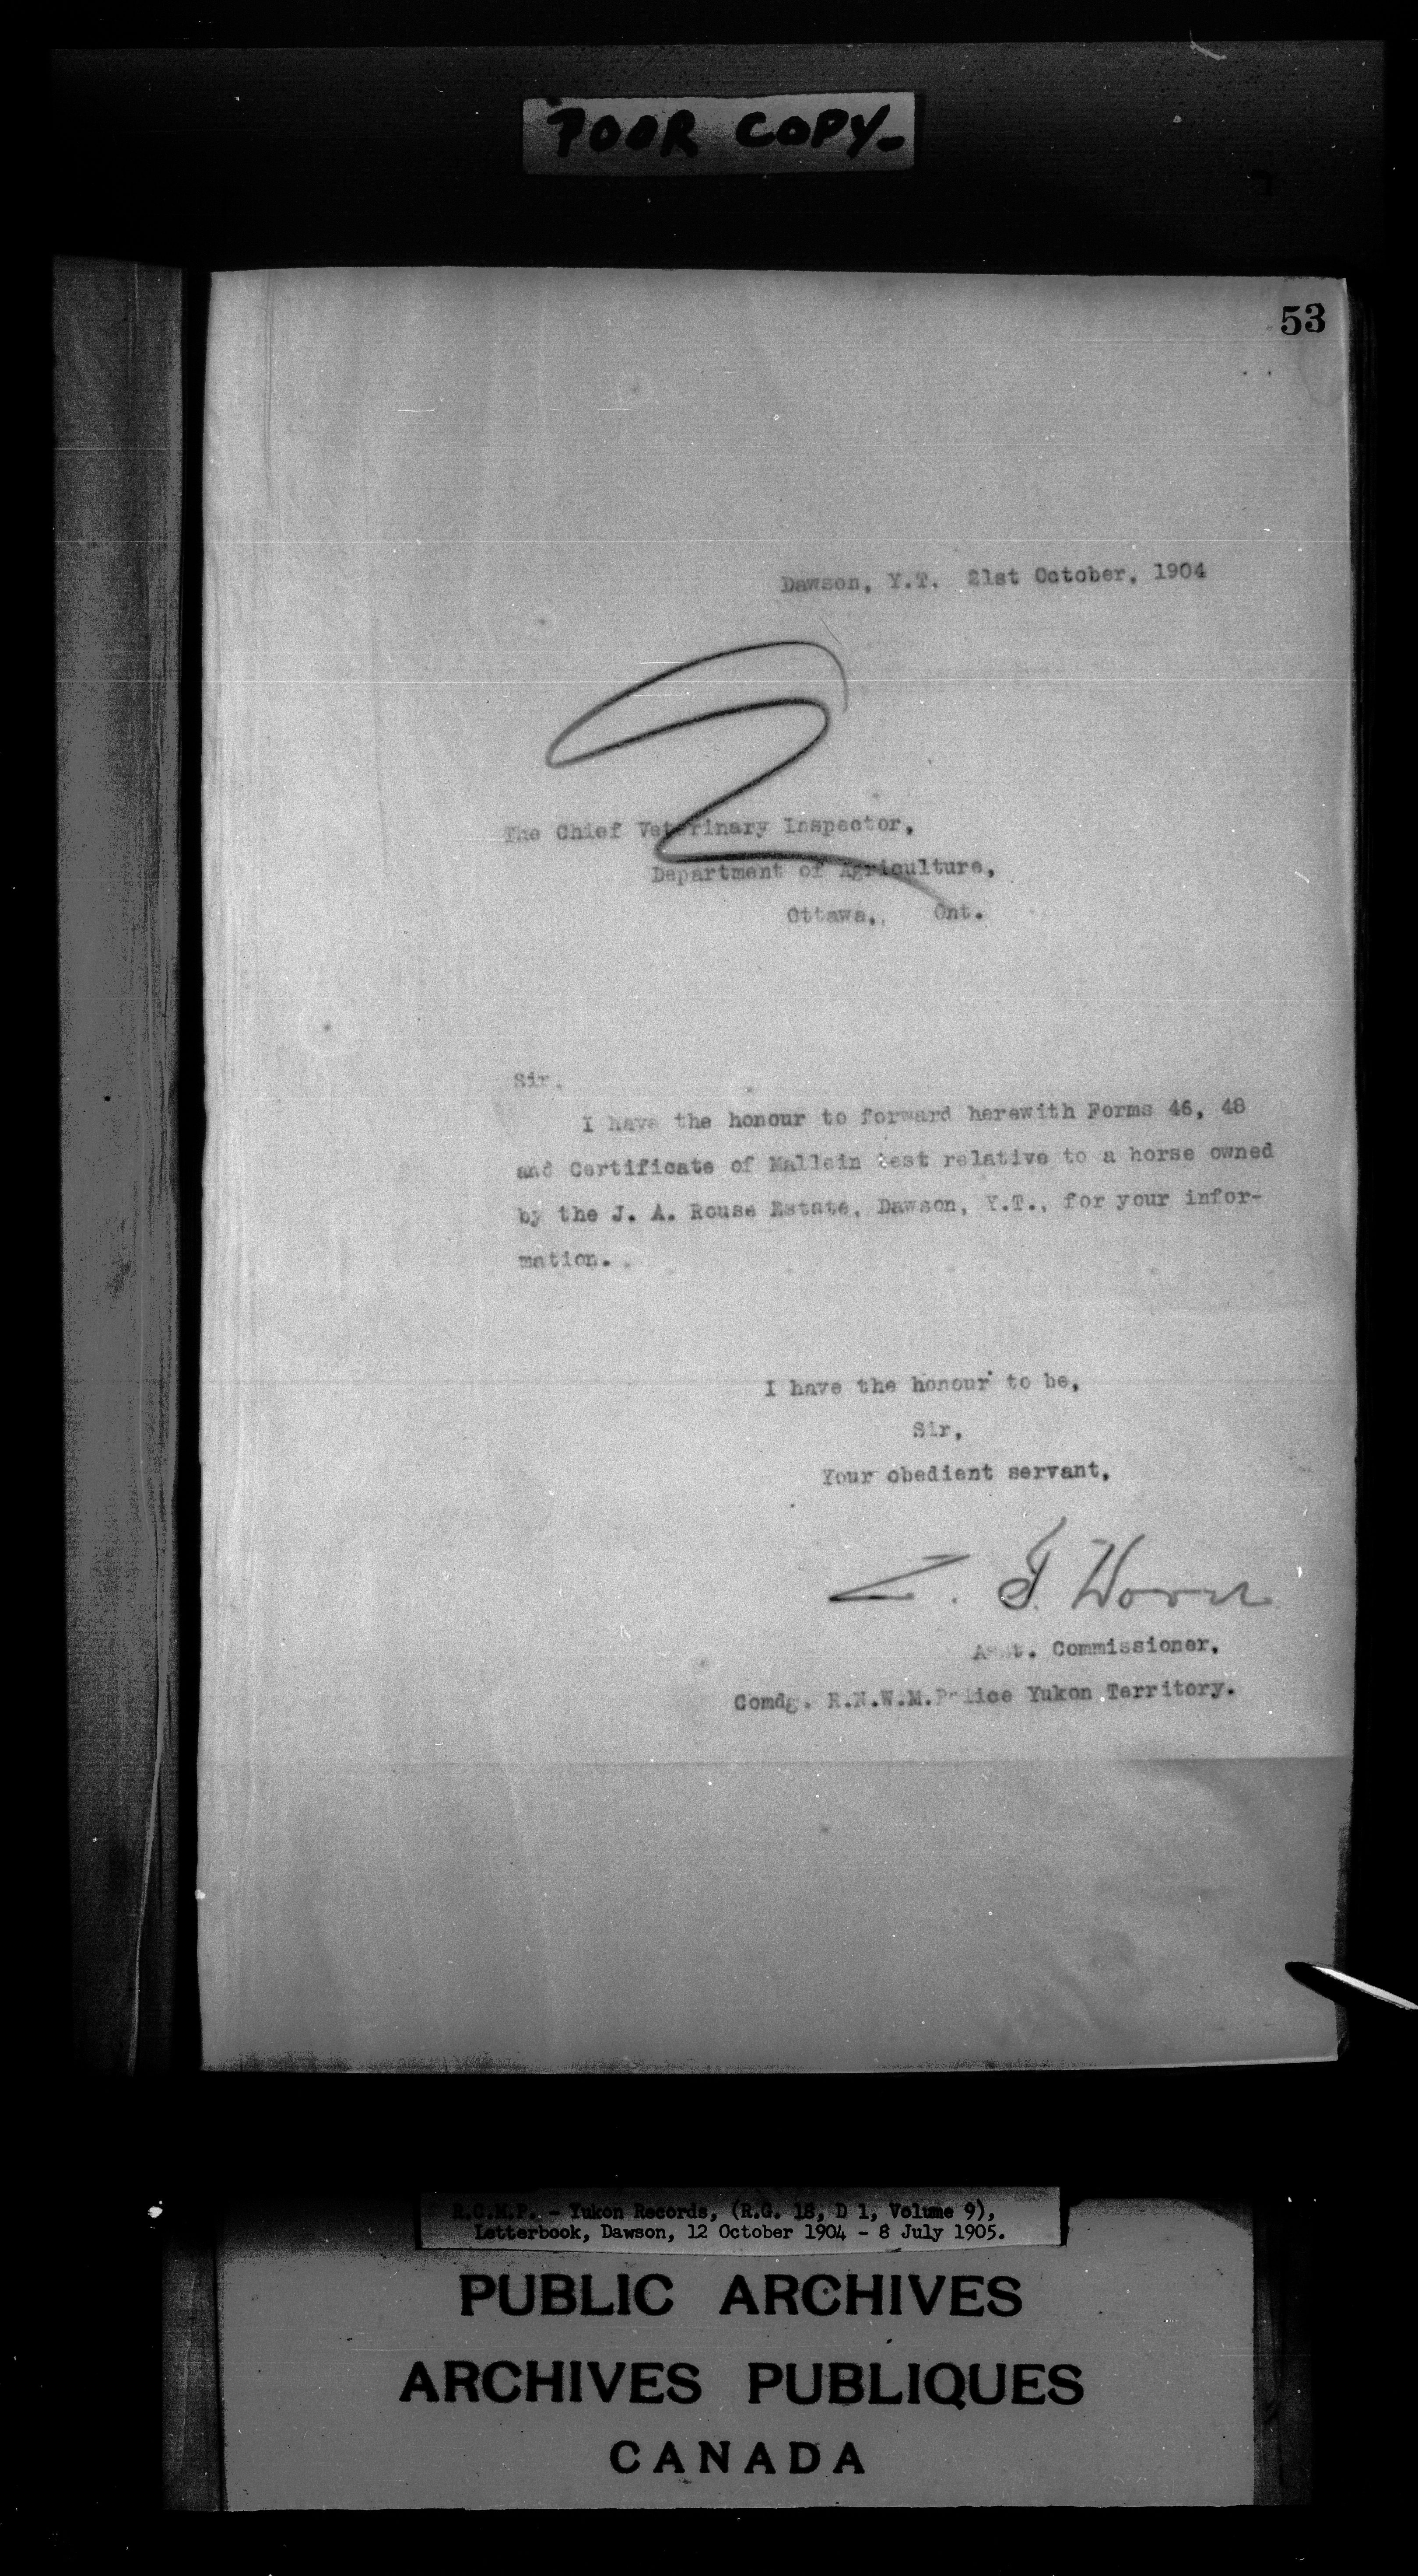 POOR COPY.
53
Dawson, Y.T. 21st October, 1904
The Chief Veterinary Inspector,
Department of Agriculture,
Ottawa, Ont.
Sir,
I have the honour to forward herewith Forms 46, 48
and Certificate of Mallein test relative to a horse owned
by the J. A. Rouse Estate, Dawson, Y.T., for your infor-
mation.
I have the honour to be,
Sir,
Your obedient servant,
Asst. Commissioner,
Comdg. R.N.W.M.Police Yukon Territory.
R.C.M.P. - Yukon Records, (R.G. 18, D 1, Volume 9),
Letterbook, Dawson, 12 October 1904 - 8 July 1905.
PUBLIC ARCHIVES
ARCHIVES PUBLIQUES
CANADA